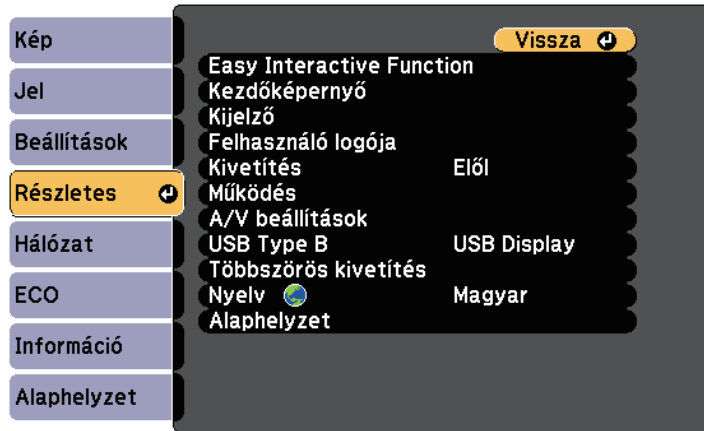 Kép
Jel
Beállítások
Részletes
Hálózat
ECO
Információ
Alaphelyzet
Vissza
Easy Interactive Function
Kezdőképernyő
Kijelző
Felhasználó logója
Kivetítés Elől
Működés
A/V beállítások
USB Type B USB Display
Többszörös kivetítés
Nyelv Magyar
Alaphelyzet